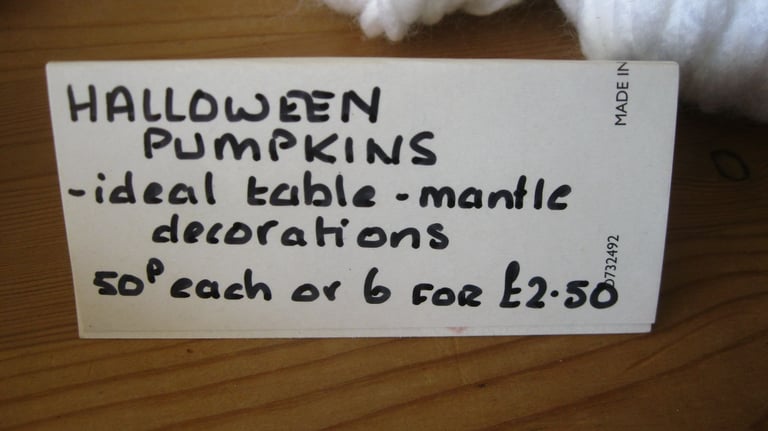 HALLOWEEN
PUMPKINS
-ideal table - mantle
decorations
50p each or 6 FOR £2.50
MADE IN
0732492